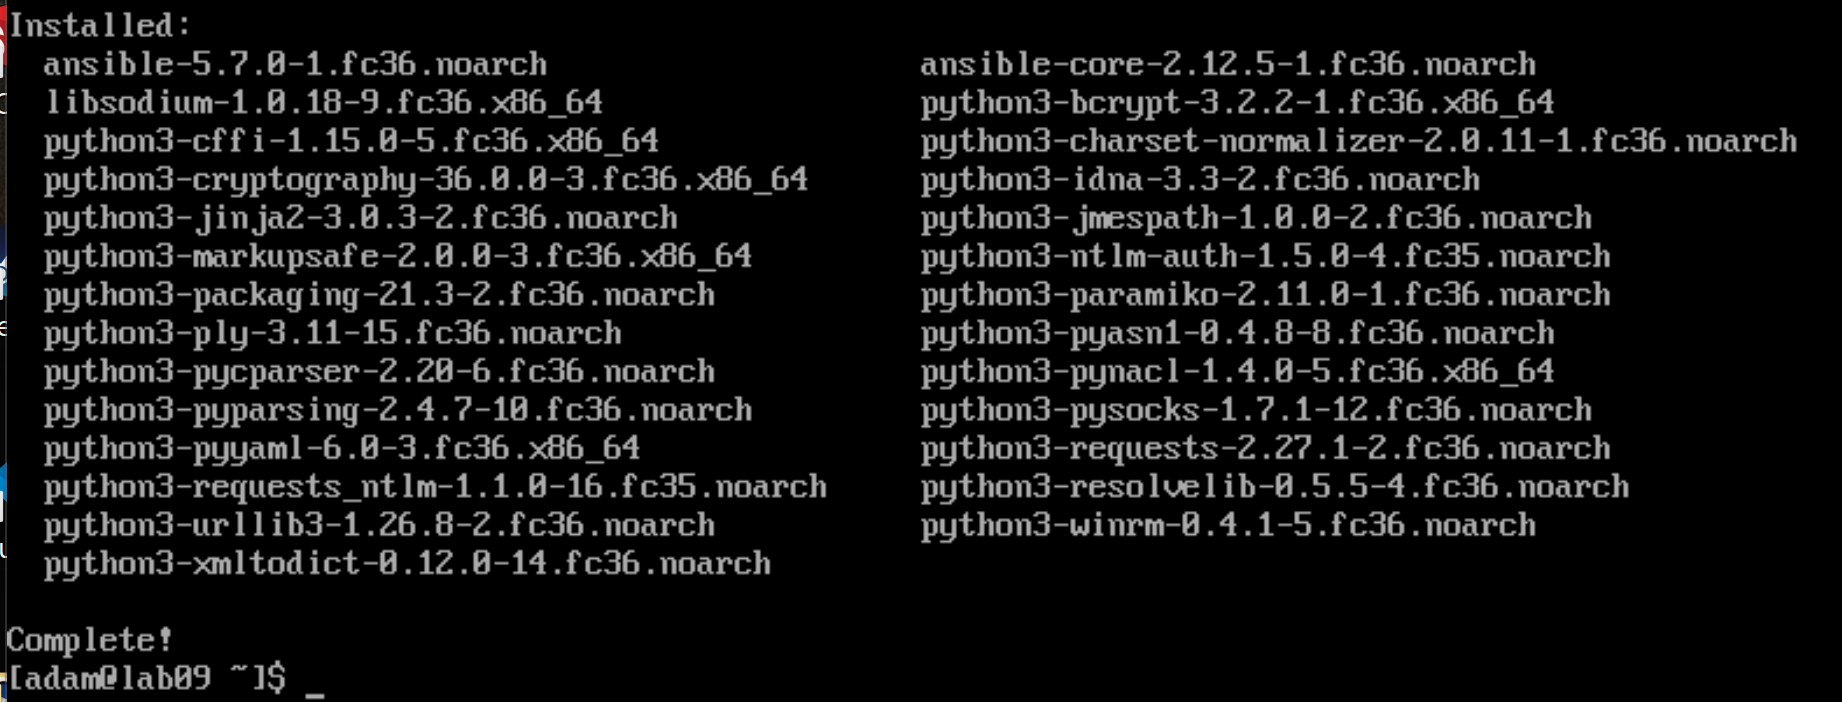 Installed:
ansible-5.7.0-1.fc36.noarch ansible-core-2.12.5-1.fc36.noarch
libsodium-1.0.18-9.fc36.x86_64 python3-bcrypt-3.2.2-1.fc36.x86_64
python3-cffi-1.15.0-5.fc36.x86_64 python3-charset-normalizer-2.0.11-1.fc36.noarch
python3-cryptography-36.0.0-3.fc36.x86_64 python3-idna-3.3-2.fc36.noarch
python3-jinja2-3.0.3-2.fc36.noarch python3-jmespath-1.0.0-2.fc36.noarch
python3-markupsafe-2.0.0-3.fc36.x86_64 python3-ntlm-auth-1.5.0-4.fc35.noarch
python3-packaging-21.3-2.fc36.noarch python3-paramiko-2.11.0-1.fc36.noarch
python3-ply-3.11-15.fc36.noarch python3-pyasn1-0.4.8-8.fc36.noarch
python3-pycparser-2.20-6.fc36.noarch python3-pynacl-1.4.0-5.fc36.x86_64
python3-pyparsing-2.4.7-10.fc36.noarch python3-pysocks-1.7.1-12.fc36.noarch
python3-pyyaml-6.0-3.fc36.x86_64 python3-requests-2.27.1-2.fc36.noarch
python3-requests_ntlm-1.1.0-16.fc35.noarch python3-resolvelib-0.5.5-4.fc36.noarch
python3-urllib3-1.26.8-2.fc36.noarch python3-winrm-0.4.1-5.fc36.noarch
python3-xmltodict-0.12.0-14.fc36.noarch
Complete!
[adam@lab09 ~]$ _